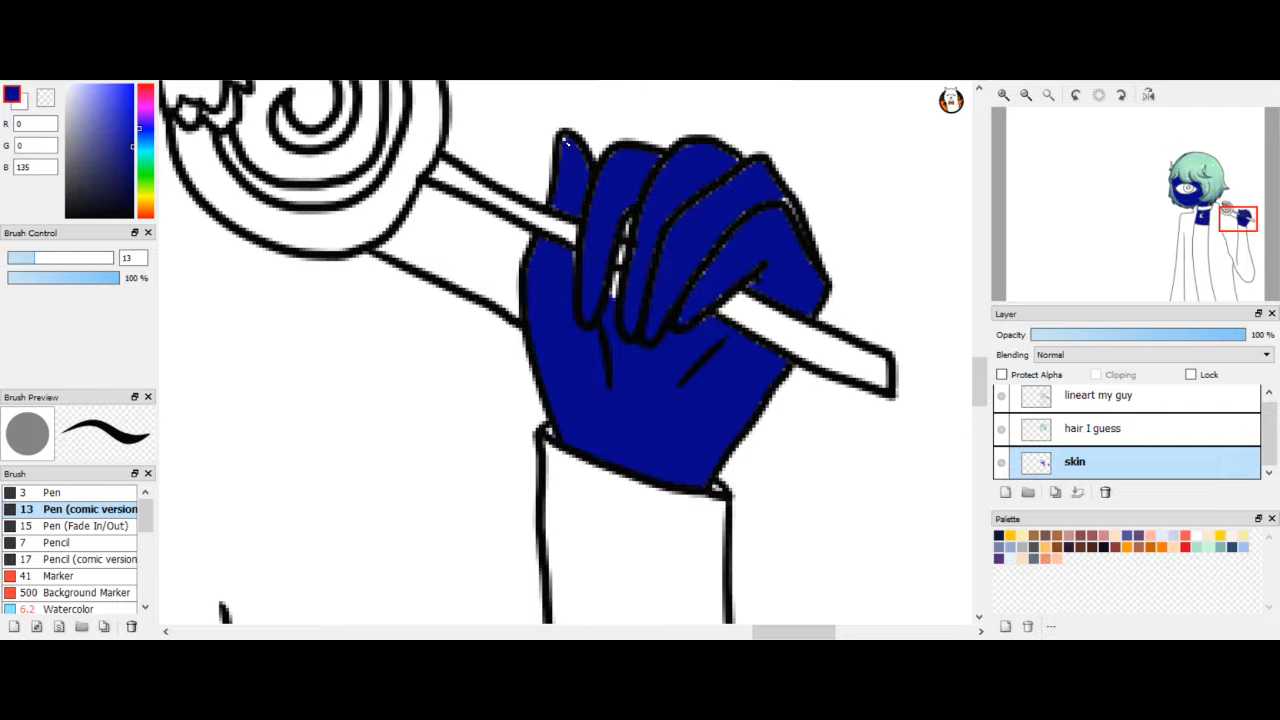 R 0
G 0
B 135
Brush Control
13
100 %
Brush Preview
Brush
3 Pen
13 Pen (comic version
15 Pen (Fade In/Out)
7 Pencil
17 Pencil (comic version
41 Marker
500 Background Marker
6.2 Watercolor
Layer
Opacity 100 %
Blending Normal
Protect Alpha Clipping Lock
lineart my guy
hair I guess
skin
Palette
---